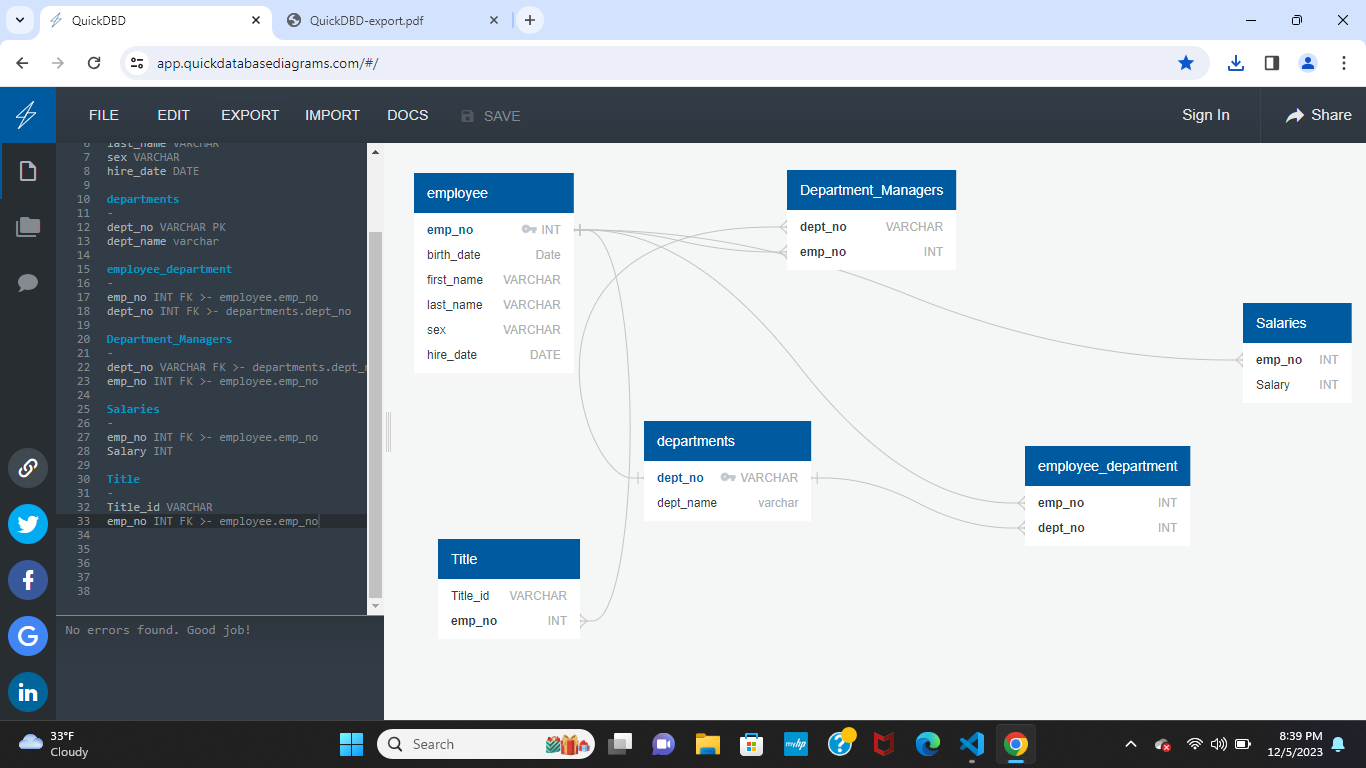 QuickDBD
QuickDBD-export.pdf
app.quickdatabasediagrams.com/#/
FILE EDIT EXPORT IMPORT DOCS SAVE Sign In Share
6 last_name VARCHAR
7 sex VARCHAR
8 hire_date DATE
9
10 departments
11 -
12 dept_no VARCHAR PK
13 dept_name varchar
14
15 employee_department
16 -
17 emp_no INT FK >- employee.emp_no
18 dept_no INT FK >- departments.dept_no
19
20 Department_Managers
21 -
22 dept_no VARCHAR FK >- departments.dept_n
23 emp_no INT FK >- employee.emp_no
24
25 Salaries
26 -
27 emp_no INT FK >- employee.emp_no
28 Salary INT
29
30 Title
31 -
32 Title_id VARCHAR
33 emp_no INT FK >- employee.emp_no
34
35
36
37
38
No errors found. Good job!
employee
emp_no INT
birth_date Date
first_name VARCHAR
last_name VARCHAR
sex VARCHAR
hire_date DATE
Department_Managers
dept_no VARCHAR
emp_no INT
Salaries
emp_no INT
Salary INT
departments
dept_no VARCHAR
dept_name varchar
employee_department
emp_no INT
dept_no INT
Title
Title_id VARCHAR
emp_no INT
33°F
Cloudy
Search
myhp
8:39 PM
12/5/2023